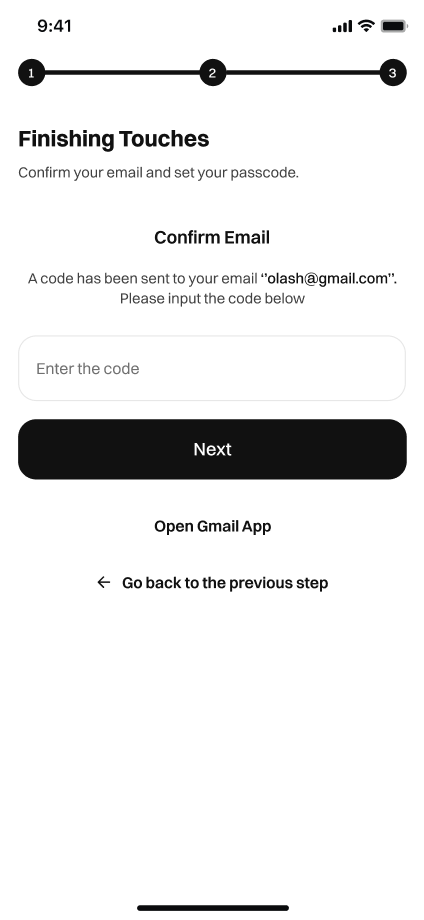 9:41
1 2 3
Finishing Touches
Confirm your email and set your passcode.
Confirm Email
A code has been sent to your email ‘’olash@gmail.com’’.
Please input the code below
Enter the code
Next
Open Gmail App
Go back to the previous step